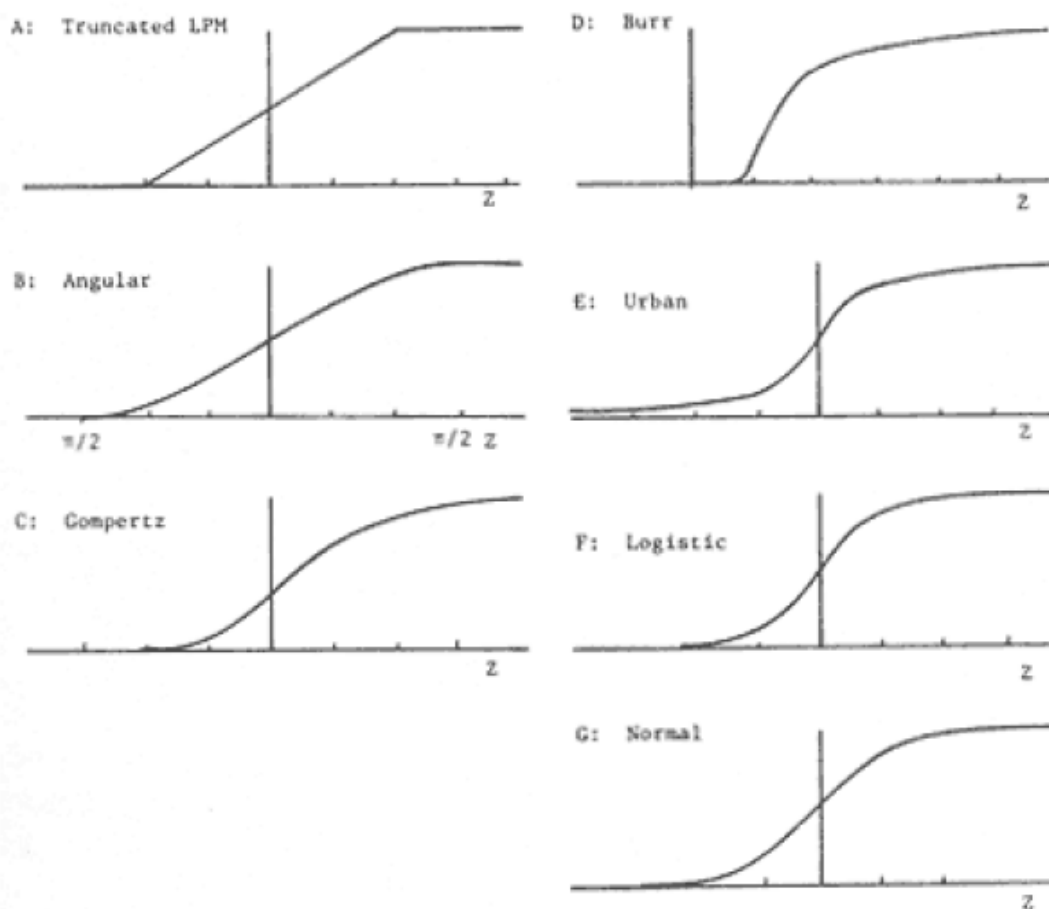 A: Truncated LPM
Z
B: Angular
π/2
π/2 Z
C: Gompertz
Z
D: Burr
Z
E: Urban
Z
F: Logistic
Z
G: Normal
Z